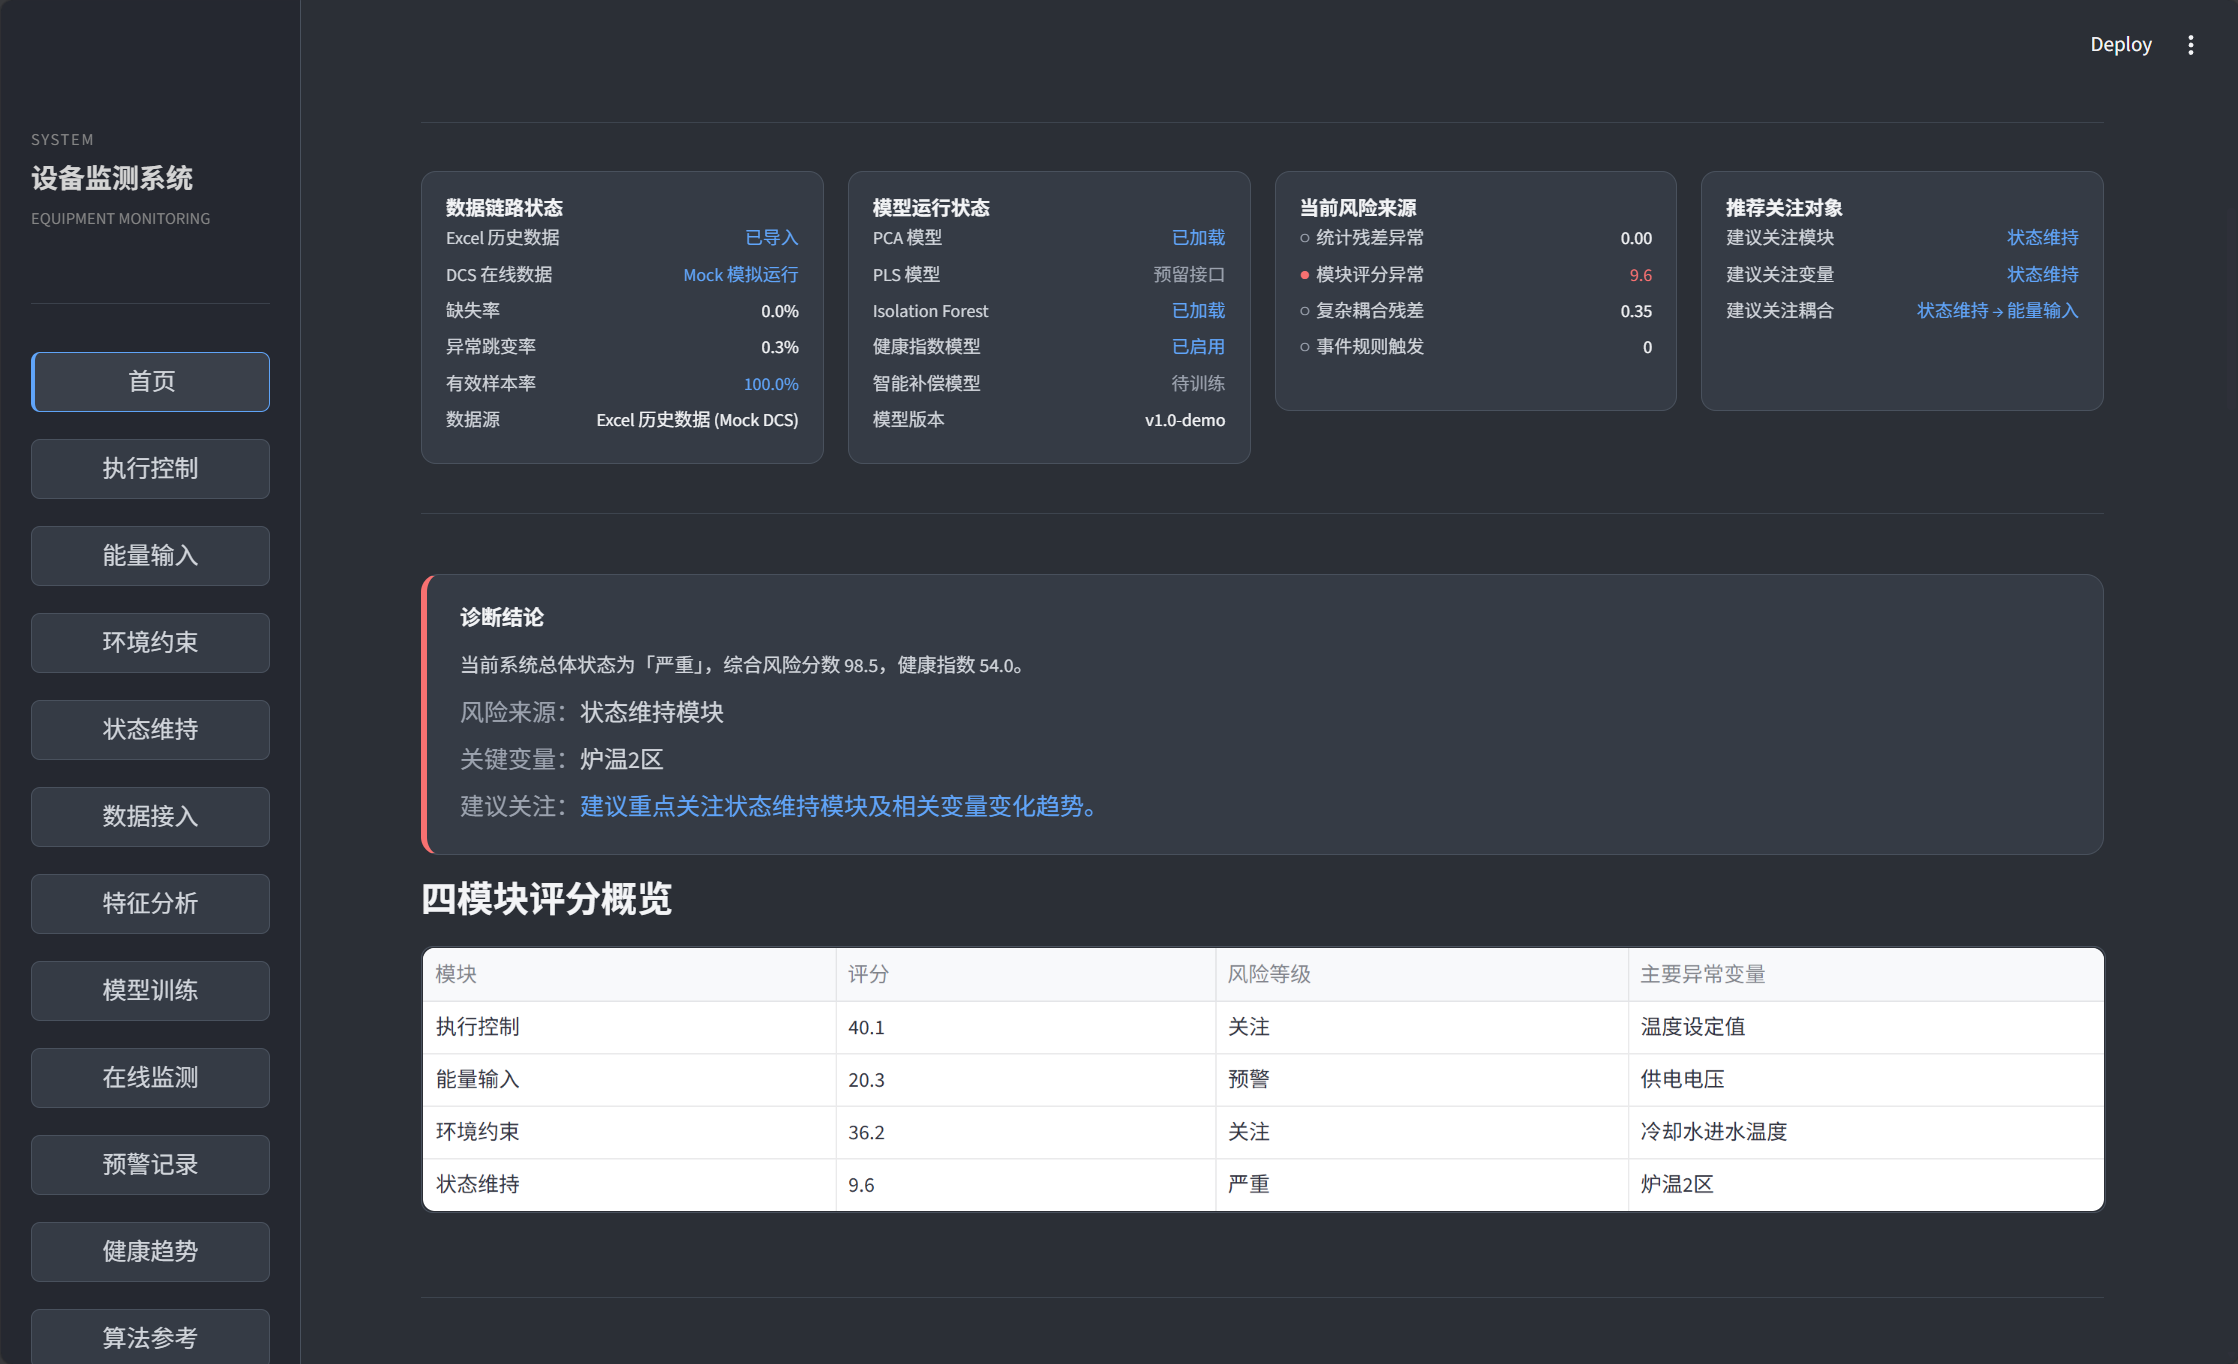 Deploy
SYSTEM
设备监测系统
EQUIPMENT MONITORING
首页
执行控制
能量输入
环境约束
状态维持
数据接入
特征分析
模型训练
在线监测
预警记录
健康趋势
算法参考
数据链路状态
Excel 历史数据 已导入
DCS 在线数据 Mock 模拟运行
缺失率 0.0%
异常跳变率 0.3%
有效样本率 100.0%
数据源 Excel 历史数据 (Mock DCS)
模型运行状态
PCA 模型 已加载
PLS 模型 预留接口
Isolation Forest 已加载
健康指数模型 已启用
智能补偿模型 待训练
模型版本 v1.0-demo
当前风险来源
统计残差异常 0.00
模块评分异常 9.6
复杂耦合残差 0.35
事件规则触发 0
推荐关注对象
建议关注模块 状态维持
建议关注变量 状态维持
建议关注耦合 状态维持→能量输入
诊断结论
当前系统总体状态为「严重」，综合风险分数 98.5，健康指数 54.0。
风险来源：状态维持模块
关键变量：炉温2区
建议关注：建议重点关注状态维持模块及相关变量变化趋势。
四模块评分概览
模块 评分 风险等级 主要异常变量
执行控制 40.1 关注 温度设定值
能量输入 20.3 预警 供电电压
环境约束 36.2 关注 冷却水进水温度
状态维持 9.6 严重 炉温2区